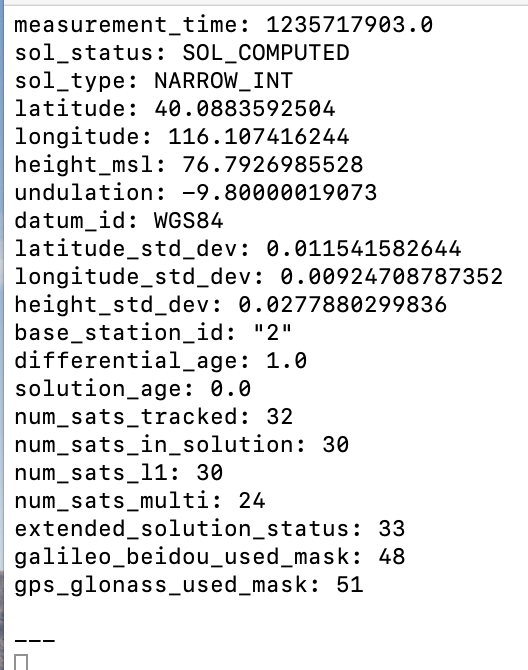 measurement_time: 1235717903.0
sol_status: SOL_COMPUTED
sol_type: NARROW_INT
latitude: 40.0883592504
longitude: 116.107416244
height_msl: 76.7926985528
undulation: -9.80000019073
datum_id: WGS84
latitude_std_dev: 0.011541582644
longitude_std_dev: 0.00924708787352
height_std_dev: 0.0277880299836
base_station_id: "2"
differential_age: 1.0
solution_age: 0.0
num_sats_tracked: 32
num_sats_in_solution: 30
num_sats_l1: 30
num_sats_multi: 24
extended_solution_status: 33
galileo_beidou_used_mask: 48
gps_glonass_used_mask: 51
---